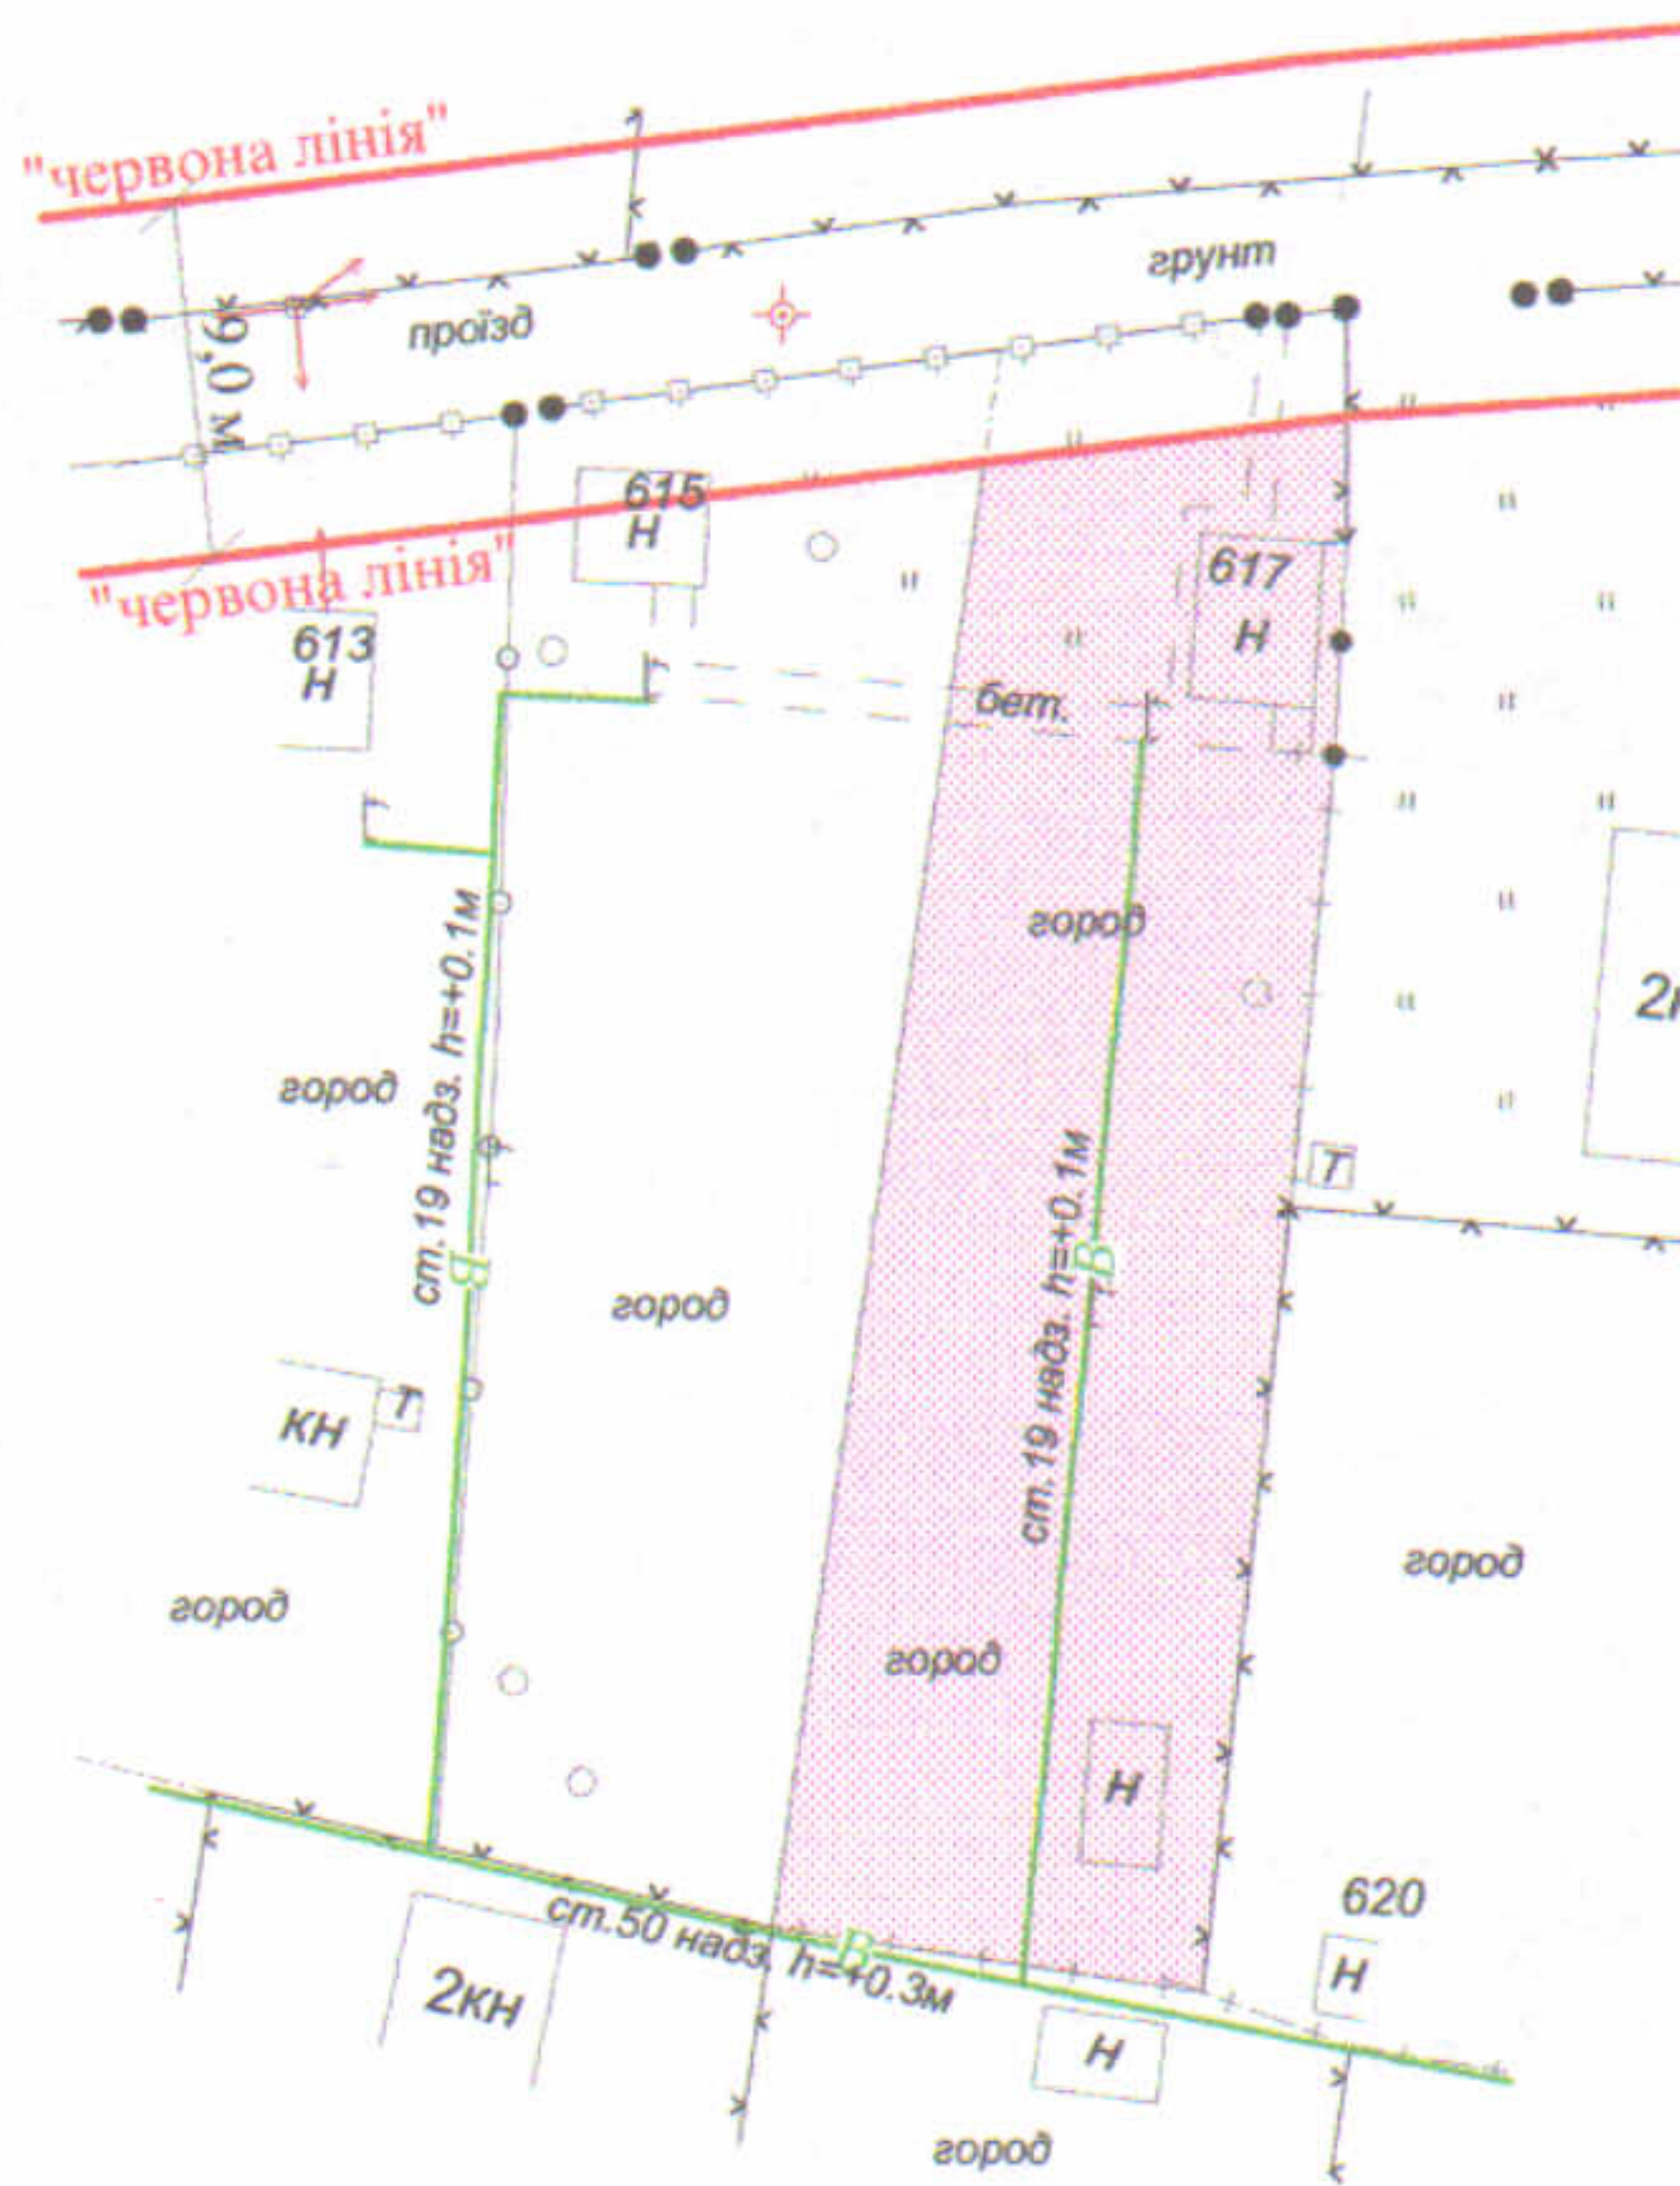 "червона лінія"
грунт
проїзд
9,0 м
615
Н
"червона лінія"
617
Н
613
Н
бет.
город
ст.19 надз. h=+0.1м
город
Т
В
ст.19 надз. h=+0.1м
В
город
КН
Т
город
город
город
Н
620
Н
ст.50 надз. h=+0.3м
В
2КН
Н
город